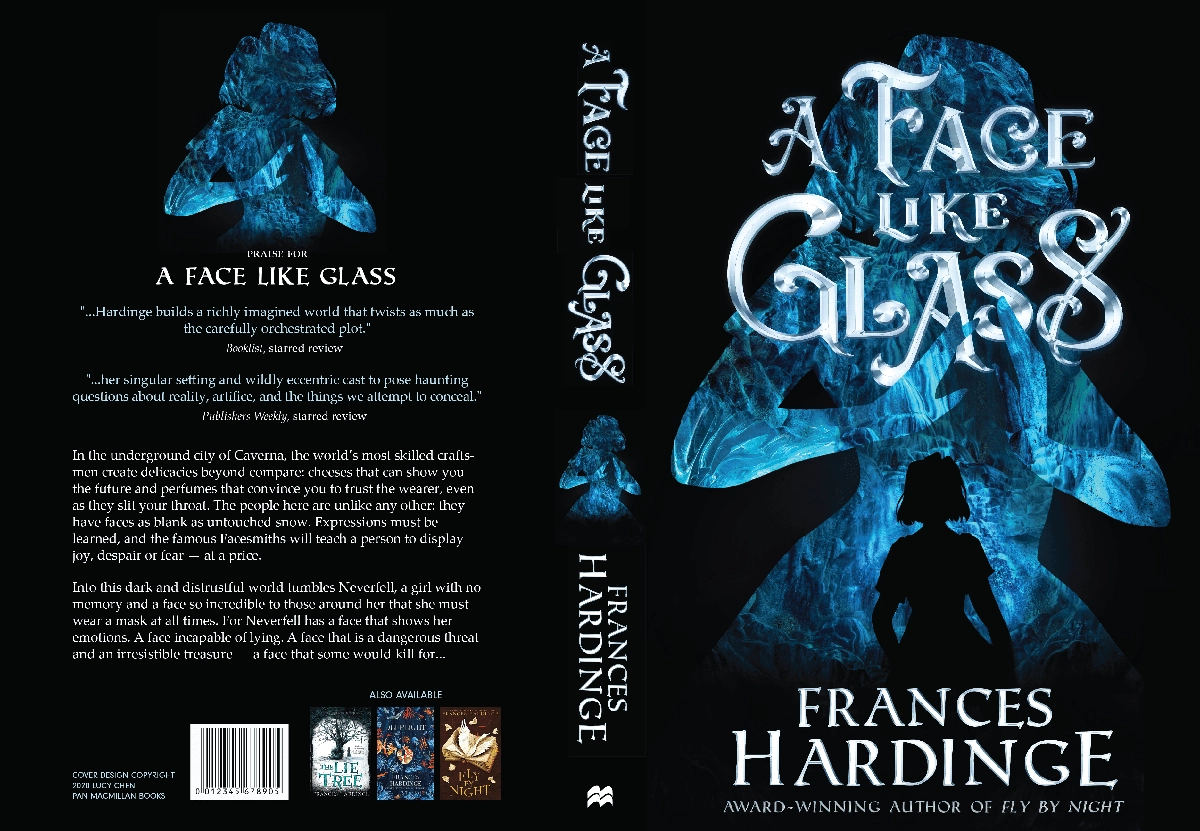 PRAISE FOR
A FACE LIKE GLASS
"...Hardinge builds a richly imagined world that twists as much as
the carefully orchestrated plot."
Booklist, starred review
"...her singular setting and wildly eccentric cast to pose haunting
questions about reality, artifice, and the things we attempt to conceal."
Publishers Weekly, starred review
In the underground city of Caverna, the world's most skilled crafts-
men create delicacies beyond compare: cheeses that can show you
the future and perfumes that convince you to trust the wearer, even
as they slit your throat. The people here are unlike any other: they
have faces as blank as untouched snow. Expressions must be
learned, and the famous Facesmiths will teach a person to display
joy, despair or fear — at a price.
Into this dark and distrustful world tumbles Neverfell, a girl with no
memory and a face so incredible to those around her that she must
wear a mask at all times. For Neverfell has a face that shows her
emotions. A face incapable of lying. A face that is a dangerous threat
and an irresistible treasure — a face that some would kill for...
ALSO AVAILABLE
THE LIE
TREE
FRANCES HARDINGE
DEEPLIGHT
FRANCES
HARDINGE
FRANCES HARDINGE
FLY
BY
NIGHT
COVER DESIGN COPYRIGHT
2020 LUCY CHEN
PAN MACMILLAN BOOKS
0 012345 678905
A FACE LIKE GLASS
FRANCES
HARDINGE
A FACE
LIKE
GLASS
FRANCES
HARDINGE
AWARD-WINNING AUTHOR OF FLY BY NIGHT